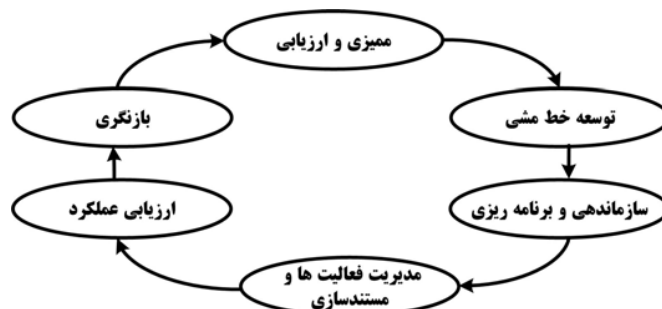 ممیزی و ارزیابی
توسعه خط مشی
سازماندهی و برنامه ریزی
مدیریت فعالیت ها و
مستندسازی
ارزیابی عملکرد
بازنگری